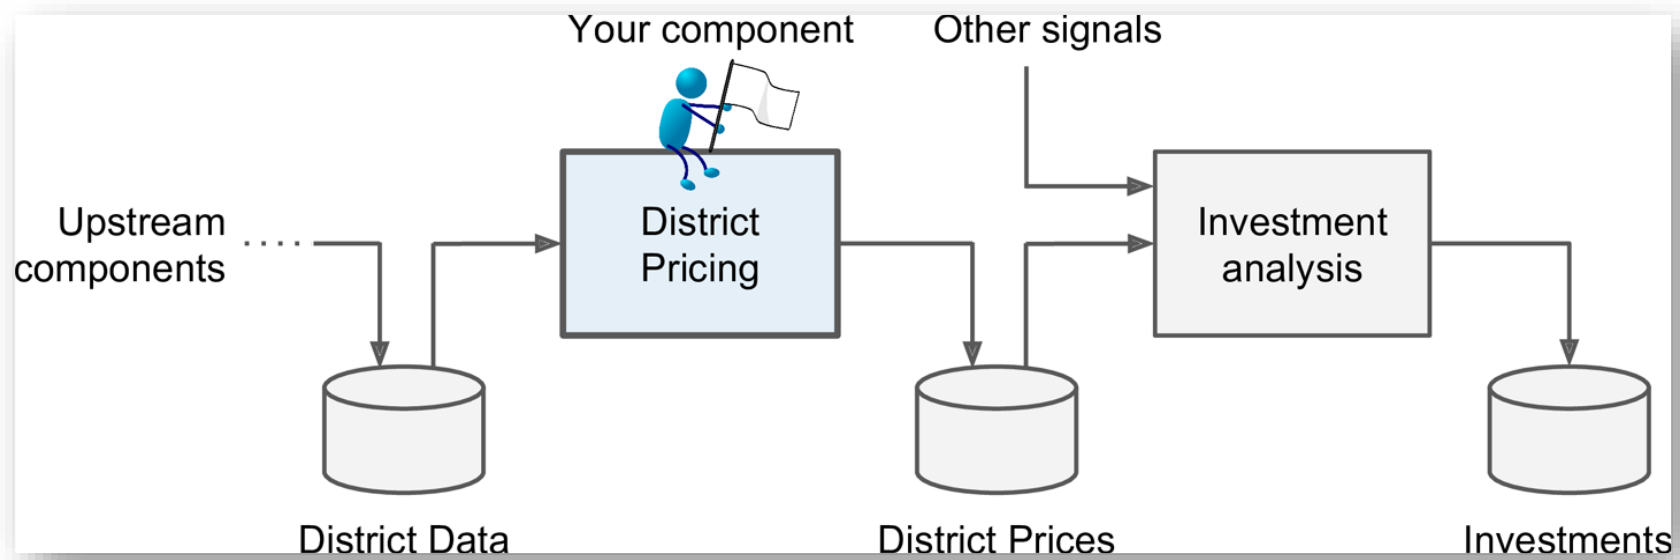 Your component
Other signals
Upstream
components
District
Pricing
Investment
analysis
District Data
District Prices
Investments